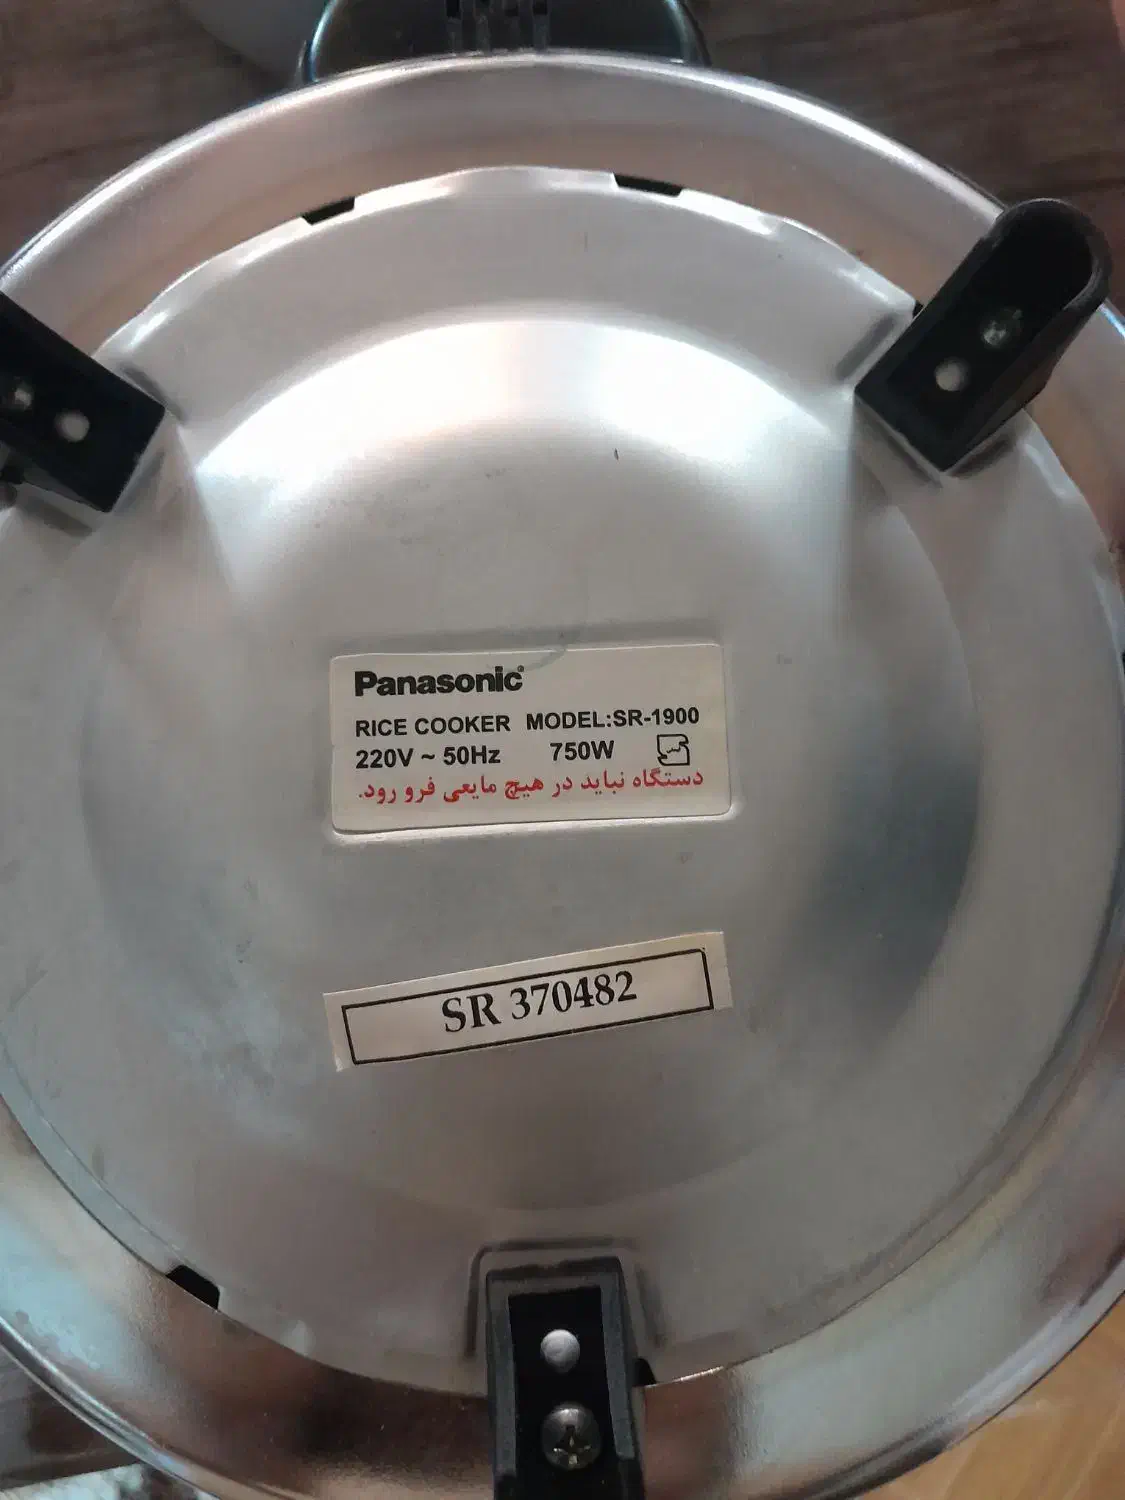 Panasonic®
RICE COOKER MODEL:SR-1900
220V ~ 50Hz 750W
دستگاه نباید در هیچ مایعی فرو رود.
SR 370482